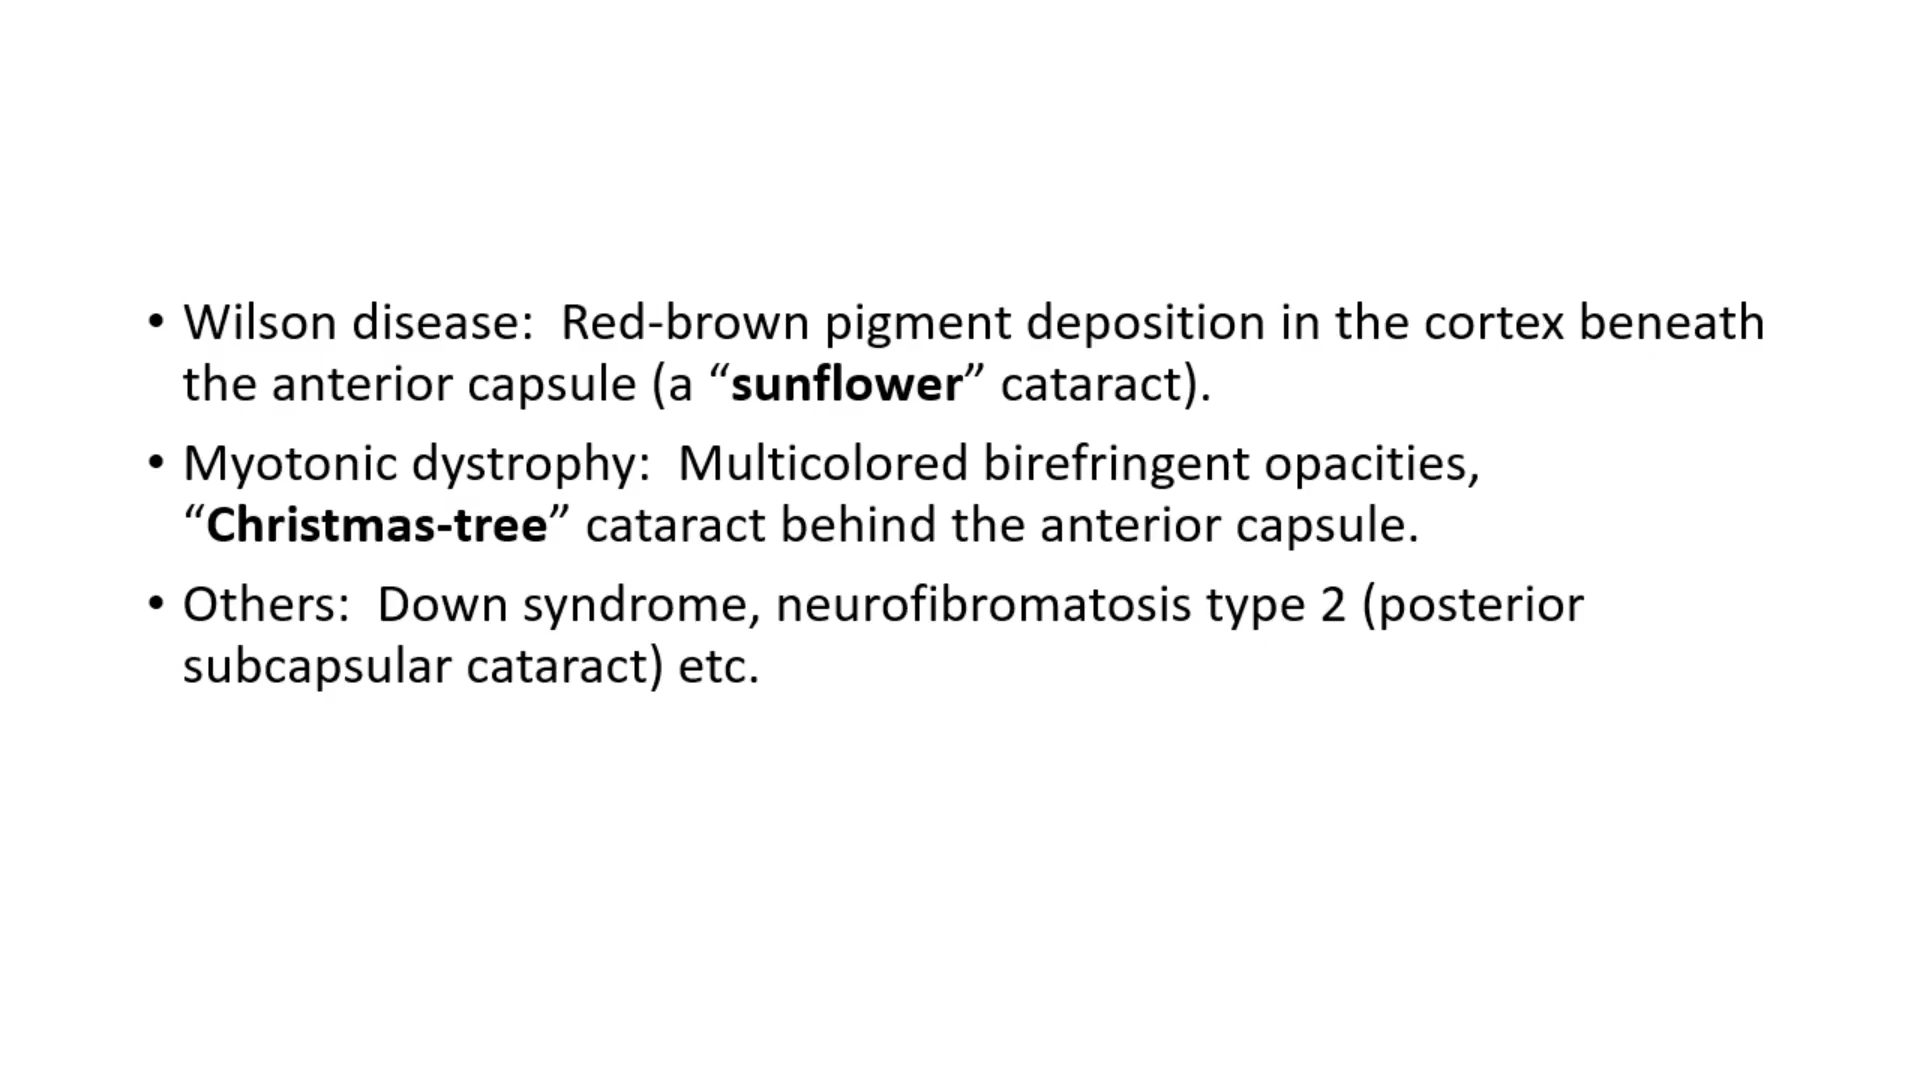 • Wilson disease:  Red-brown pigment deposition in the cortex beneath
the anterior capsule (a “sunflower” cataract).
• Myotonic dystrophy:  Multicolored birefringent opacities,
“Christmas-tree” cataract behind the anterior capsule.
• Others:  Down syndrome, neurofibromatosis type 2 (posterior
subcapsular cataract) etc.